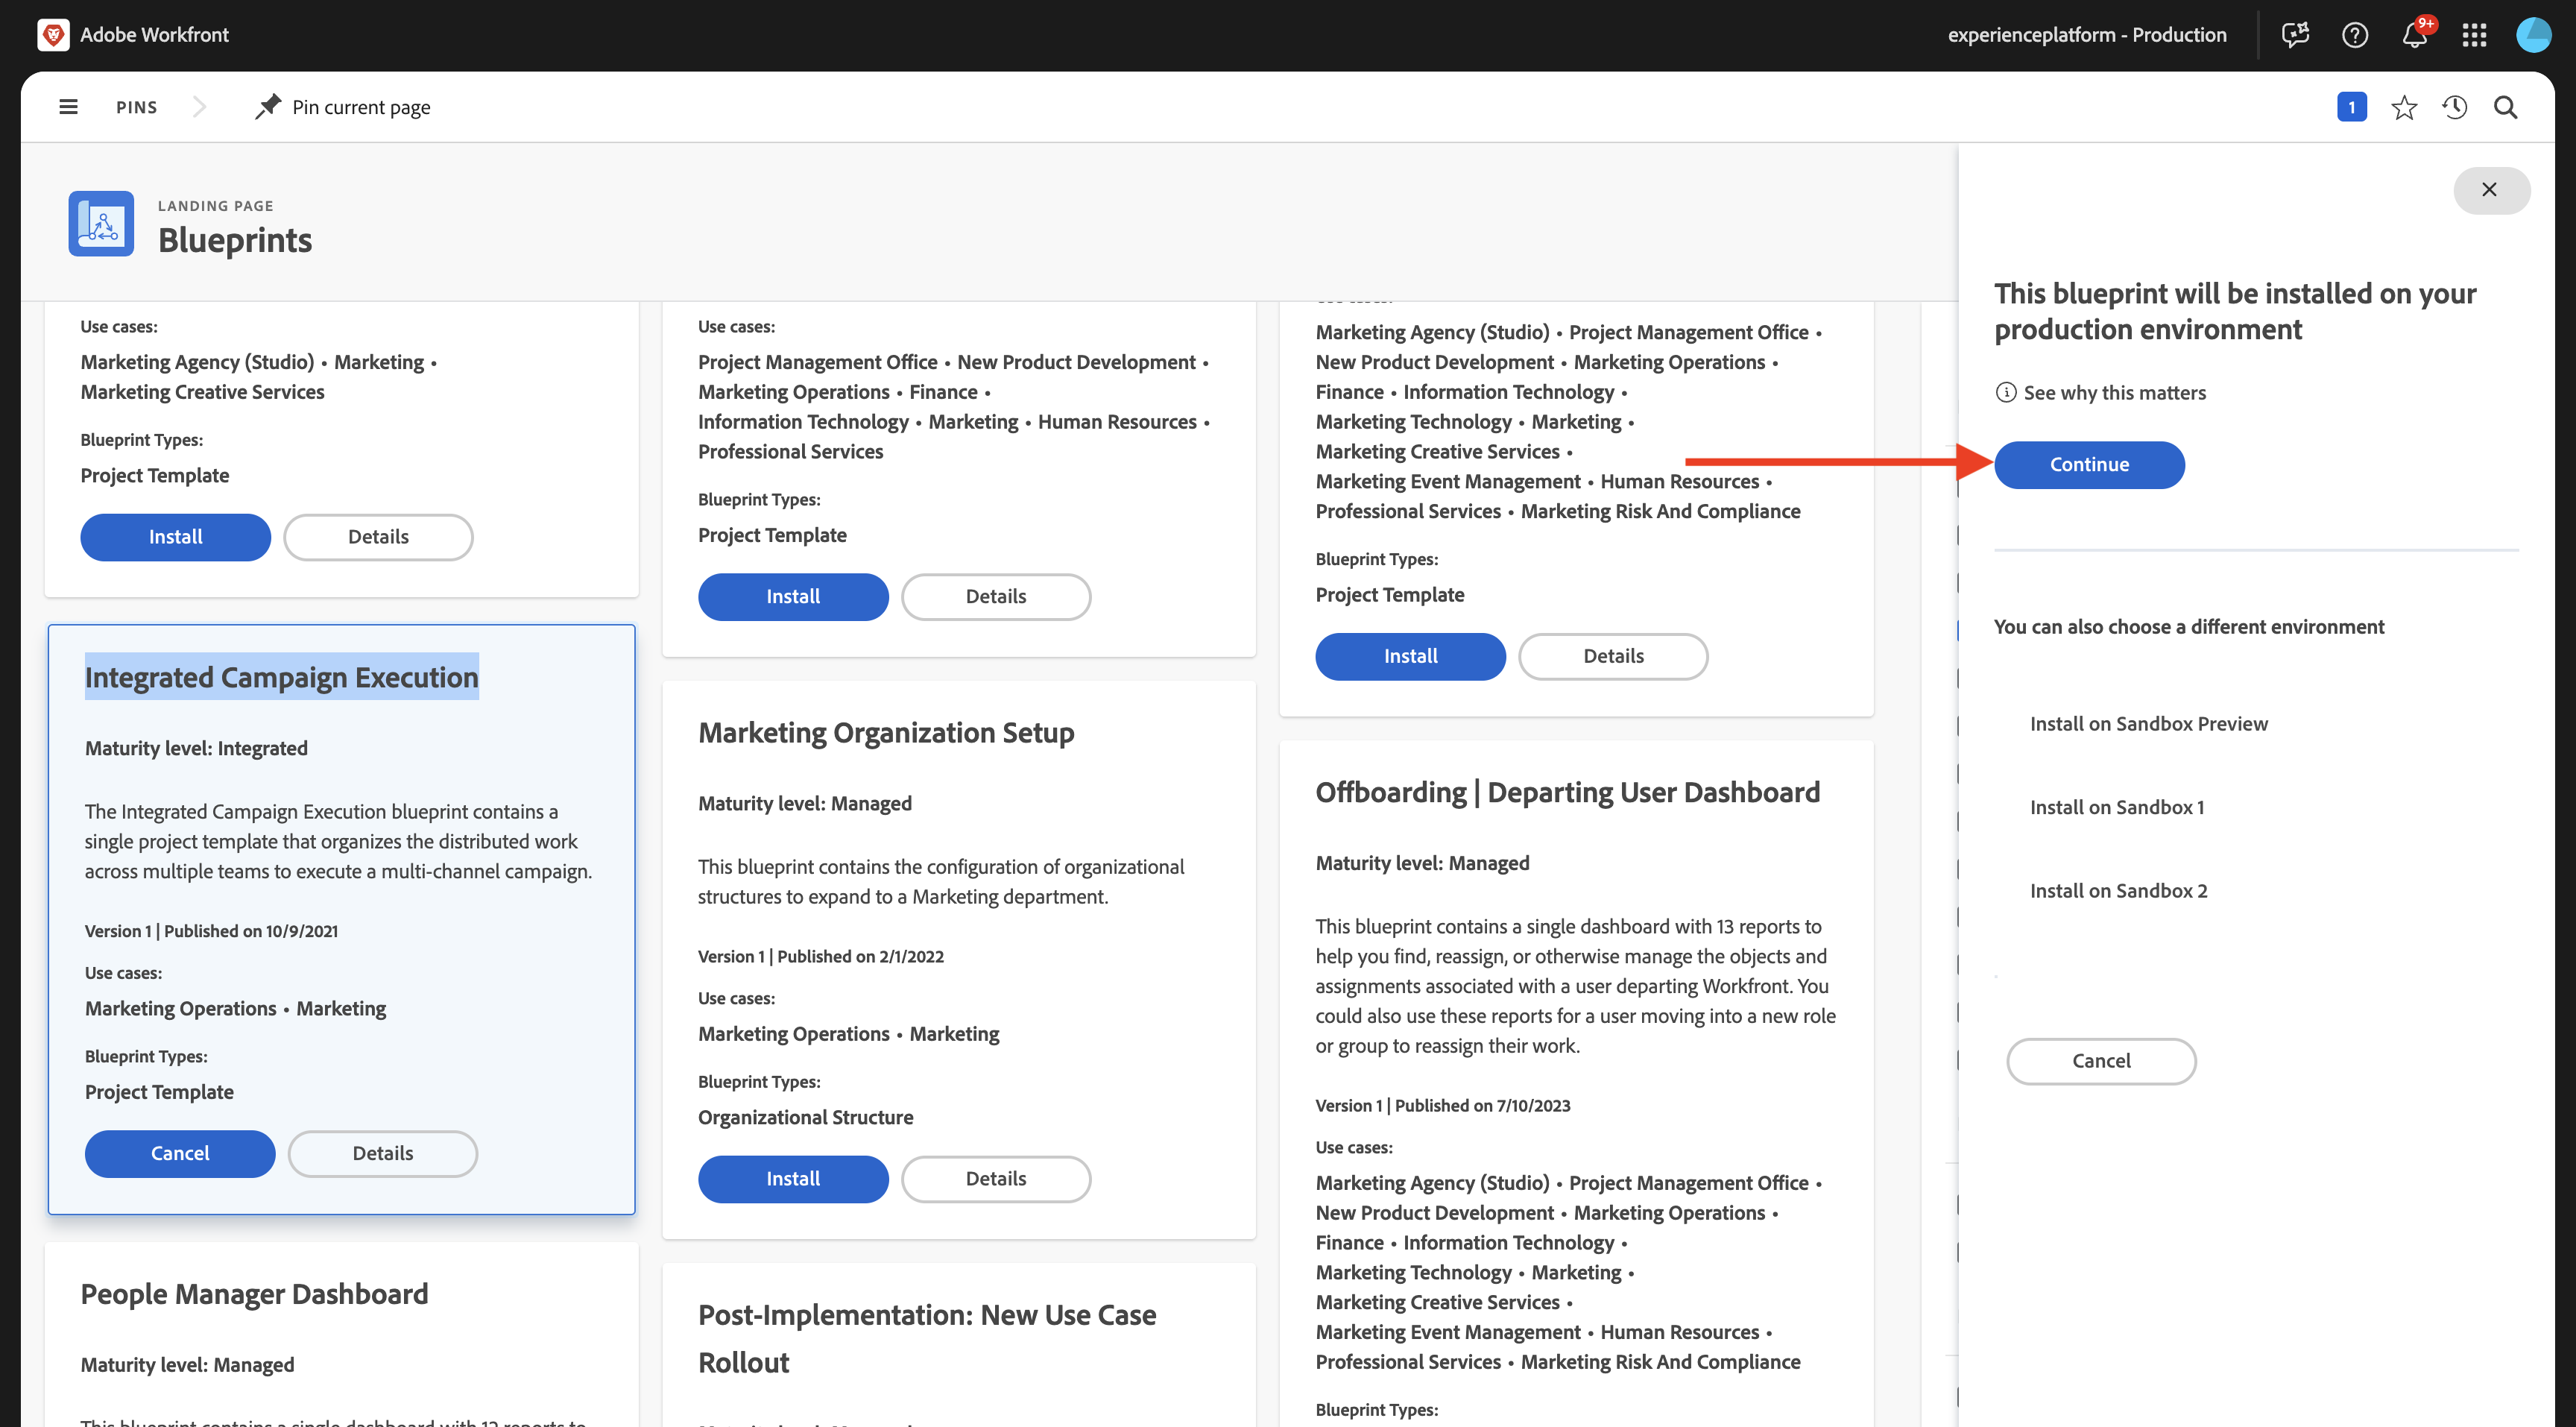 Adobe Workfront
experienceplatform - Production
9+
PINS
Pin current page
1
LANDING PAGE
Blueprints
Use cases:
Marketing Agency (Studio) • Marketing •
Marketing Creative Services
Blueprint Types:
Project Template
Install
Details
Integrated Campaign Execution
Maturity level: Integrated
The Integrated Campaign Execution blueprint contains a
single project template that organizes the distributed work
across multiple teams to execute a multi-channel campaign.
Version 1 | Published on 10/9/2021
Use cases:
Marketing Operations • Marketing
Blueprint Types:
Project Template
Cancel
Details
People Manager Dashboard
Maturity level: Managed
This blueprint contains a single dashboard with 12 reports to
Use cases:
Project Management Office • New Product Development •
Marketing Operations • Finance •
Information Technology • Marketing • Human Resources •
Professional Services
Blueprint Types:
Project Template
Install
Details
Marketing Organization Setup
Maturity level: Managed
This blueprint contains the configuration of organizational
structures to expand to a Marketing department.
Version 1 | Published on 2/1/2022
Use cases:
Marketing Operations • Marketing
Blueprint Types:
Organizational Structure
Install
Details
Post-Implementation: New Use Case
Rollout
Marketing Agency (Studio) • Project Management Office •
New Product Development • Marketing Operations •
Finance • Information Technology •
Marketing Technology • Marketing •
Marketing Creative Services •
Marketing Event Management • Human Resources •
Professional Services • Marketing Risk And Compliance
Blueprint Types:
Project Template
Install
Details
Offboarding | Departing User Dashboard
Maturity level: Managed
This blueprint contains a single dashboard with 13 reports to
help you find, reassign, or otherwise manage the objects and
assignments associated with a user departing Workfront. You
could also use these reports for a user moving into a new role
or group to reassign their work.
Version 1 | Published on 7/10/2023
Use cases:
Marketing Agency (Studio) • Project Management Office •
New Product Development • Marketing Operations •
Finance • Information Technology •
Marketing Technology • Marketing •
Marketing Creative Services •
Marketing Event Management • Human Resources •
Professional Services • Marketing Risk And Compliance
Blueprint Types:
This blueprint will be installed on your
production environment
See why this matters
Continue
You can also choose a different environment
Install on Sandbox Preview
Install on Sandbox 1
Install on Sandbox 2
Cancel